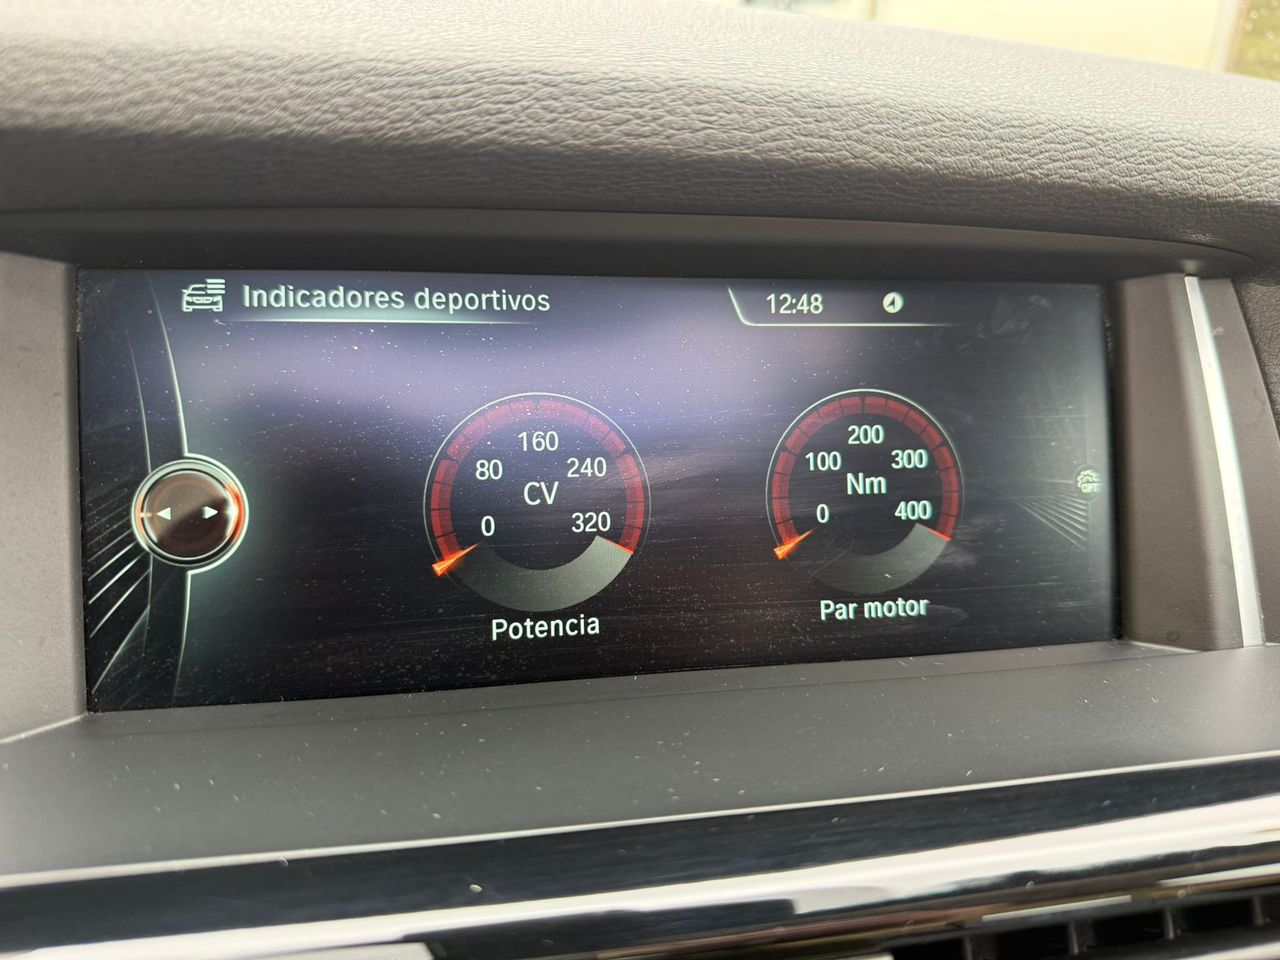 Indicadores deportivos
12:48
160
80
240
CV
0
320
Potencia
200
100
300
Nm
0
400
Par motor
OPT